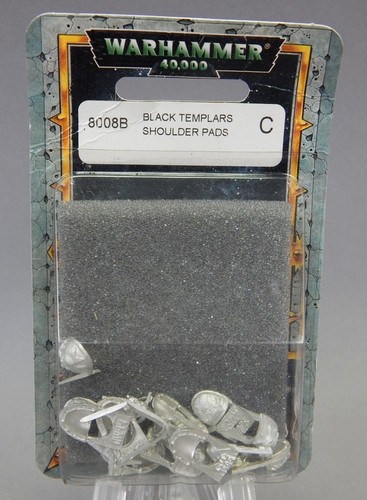 WARHAMMER
40,000
8008B
BLACK TEMPLARS
SHOULDER PADS
C